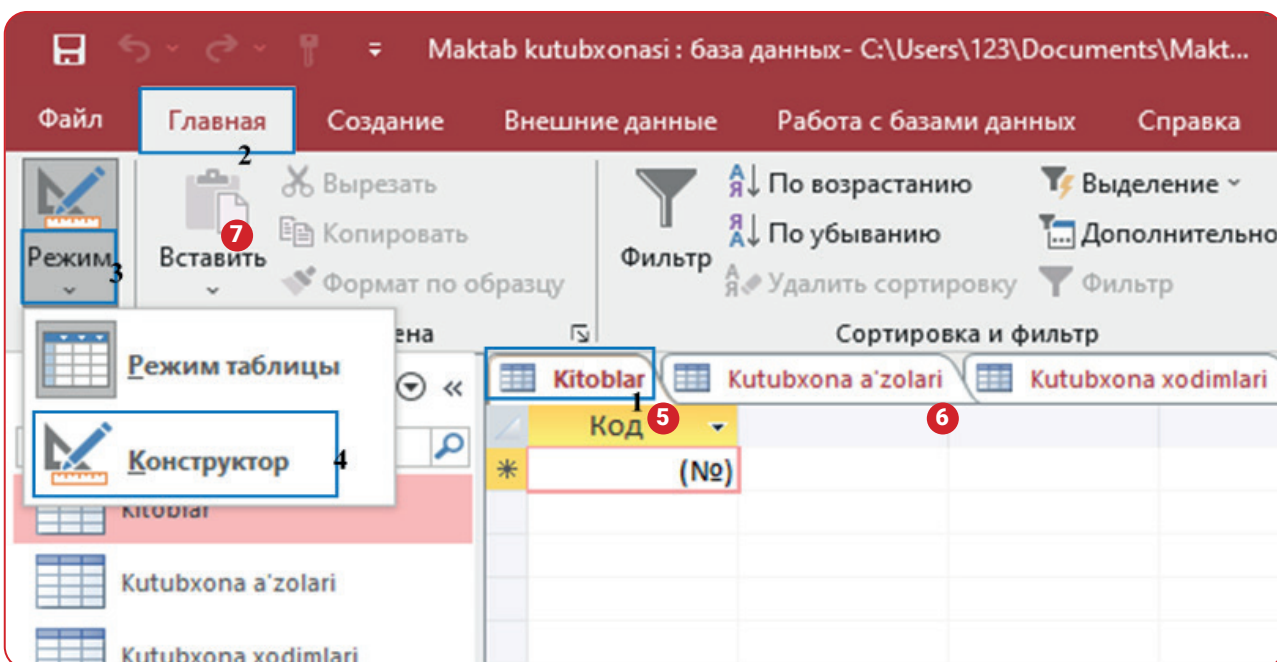 Maktab kutubxonasi : база данных- C:\Users\123\Documents\Makt...
Файл Главная Создание Внешние данные Работа с базами данных Справка
2
Режим
3
Вставить
7
Вырезать
Копировать
Формат по образцу
ена
Фильтр
По возрастанию
По убыванию
Удалить сортировку
Выделение
Дополнительно
Фильтр
Сортировка и фильтр
Режим таблицы
Конструктор
4
Kitoblar Kutubxona a'zolari Kutubxona xodimlari
1
5
6
Код
(№)
Kitoblar
Kutubxona a'zolari
Kutubxona xodimlari